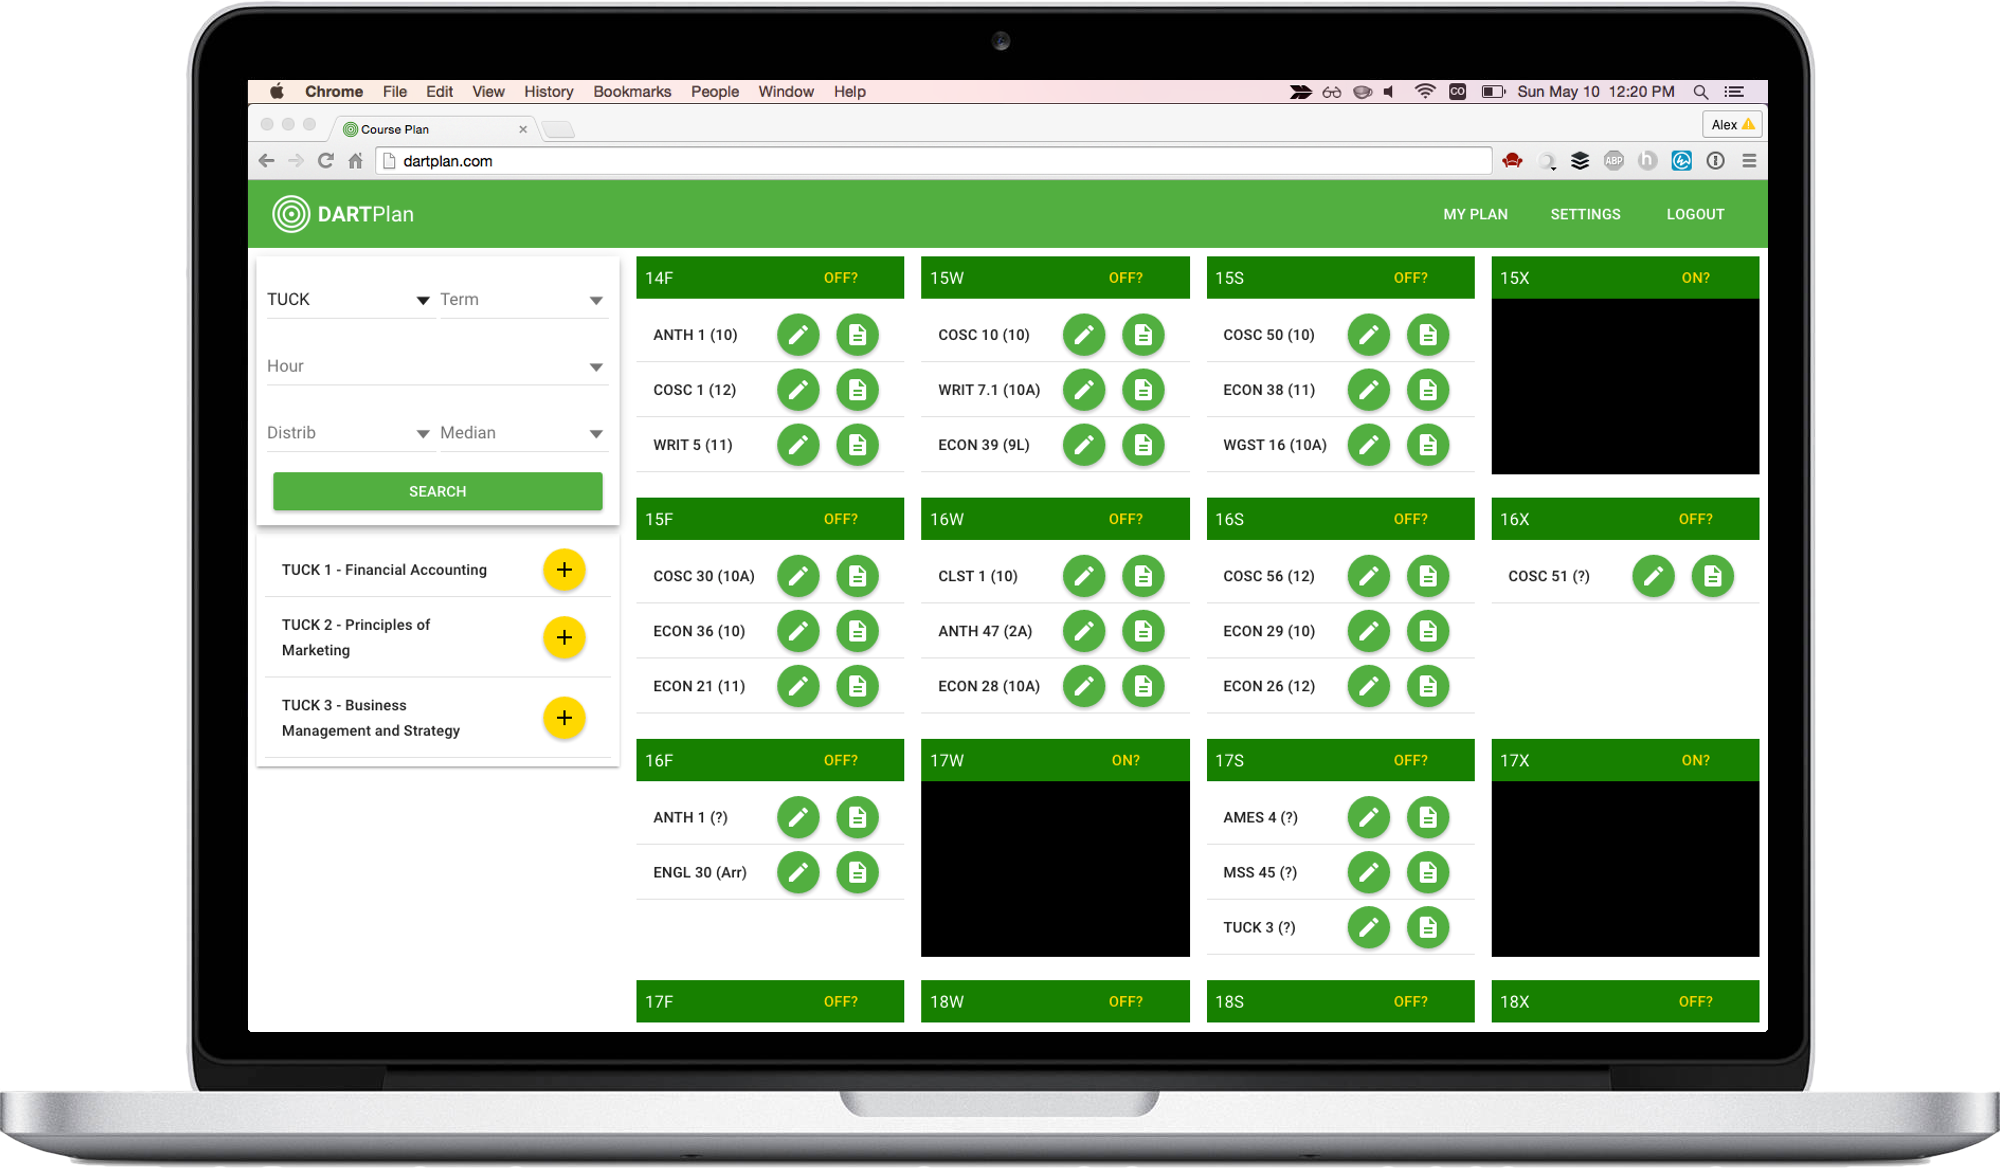 Chrome File Edit View History Bookmarks People Window Help
CO
Sun May 10 12:20 PM
Course Plan
Alex
dartplan.com
ABP
h
DARTPlan
MY PLAN SETTINGS LOGOUT
TUCK Term
Hour
Distrib Median
SEARCH
TUCK 1 - Financial Accounting
TUCK 2 - Principles of
Marketing
TUCK 3 - Business
Management and Strategy
14F OFF?
ANTH 1 (10)
COSC 1 (12)
WRIT 5 (11)
15W OFF?
COSC 10 (10)
WRIT 7.1 (10A)
ECON 39 (9L)
15S OFF?
COSC 50 (10)
ECON 38 (11)
WGST 16 (10A)
15X ON?
15F OFF?
COSC 30 (10A)
ECON 36 (10)
ECON 21 (11)
16W OFF?
CLST 1 (10)
ANTH 47 (2A)
ECON 28 (10A)
16S OFF?
COSC 56 (12)
ECON 29 (10)
ECON 26 (12)
16X OFF?
COSC 51 (?)
16F OFF?
ANTH 1 (?)
ENGL 30 (Arr)
17W ON?
17S OFF?
AMES 4 (?)
MSS 45 (?)
TUCK 3 (?)
17X ON?
17F OFF?
18W OFF?
18S OFF?
18X OFF?